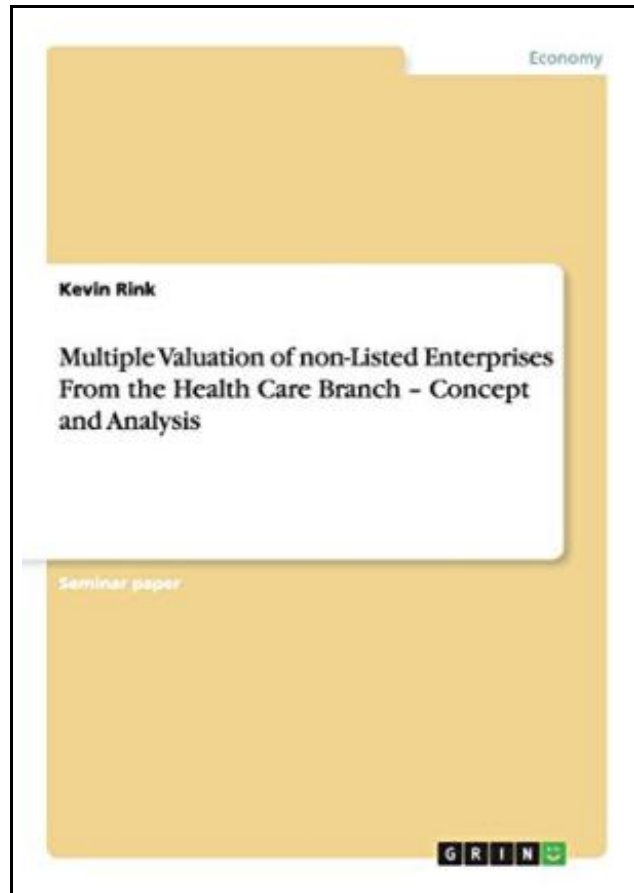 Economy
Kevin Rink
Multiple Valuation of non-Listed Enterprises
From the Health Care Branch – Concept
and Analysis
Seminar paper
GRIN